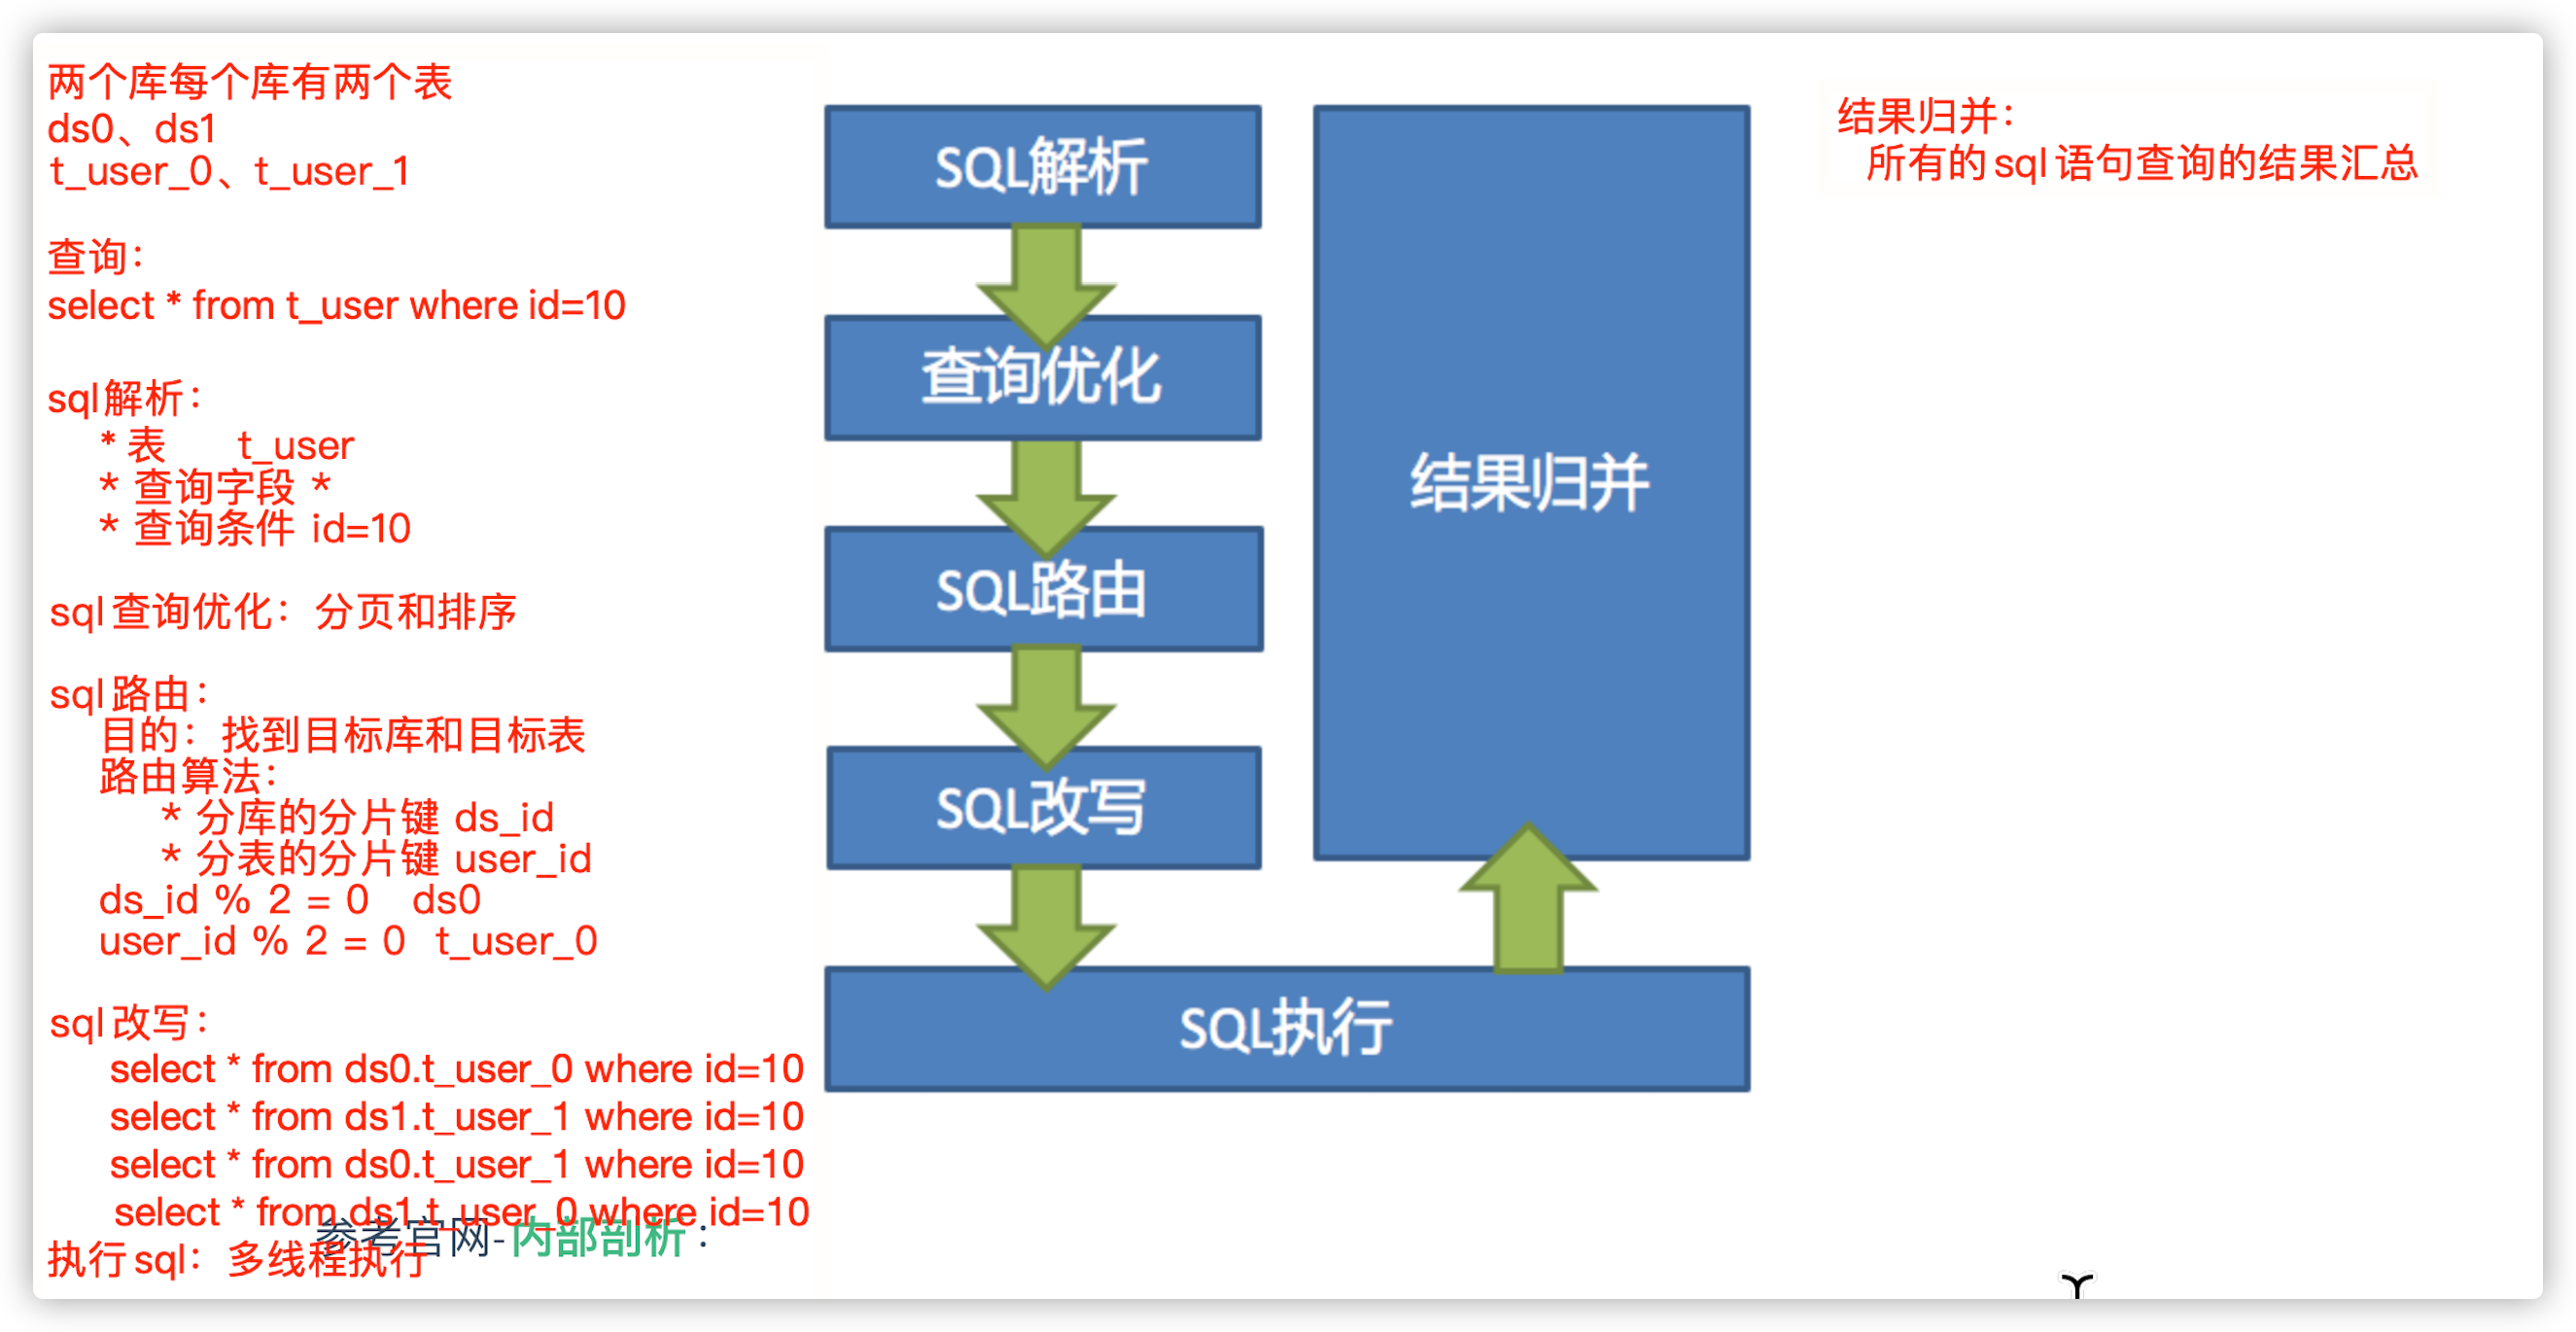 两个库每个库有两个表
ds0、ds1
t_user_0、t_user_1
查询：
select * from t_user where id=10
sql解析：
* 表 t_user
* 查询字段 *
* 查询条件 id=10
sql查询优化：分页和排序
sql路由：
目的：找到目标库和目标表
路由算法：
* 分库的分片键 ds_id
* 分表的分片键 user_id
ds_id % 2 = 0 ds0
user_id % 2 = 0 t_user_0
sql改写：
select * from ds0.t_user_0 where id=10
select * from ds1.t_user_1 where id=10
select * from ds0.t_user_1 where id=10
select * from ds1.t_user_0 where id=10
参考官网-内部剖析：
执行sql：多线程执行
SQL解析
查询优化
SQL路由
SQL改写
SQL执行
结果归并
结果归并：
所有的sql语句查询的结果汇总